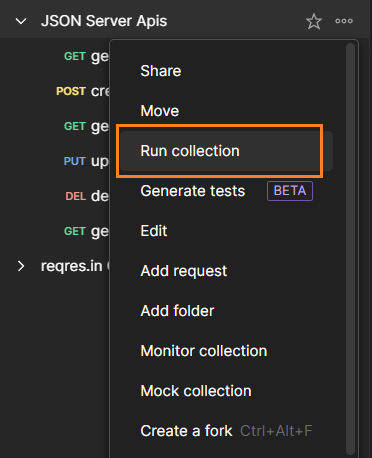 JSON Server Apis
GET ge
Share
POST cre
Move
GET ge
Run collection
PUT up
Generate tests BETA
DEL de
Edit
GET ge
reqres.in
Add request
Add folder
Monitor collection
Mock collection
Create a fork Ctrl+Alt+F